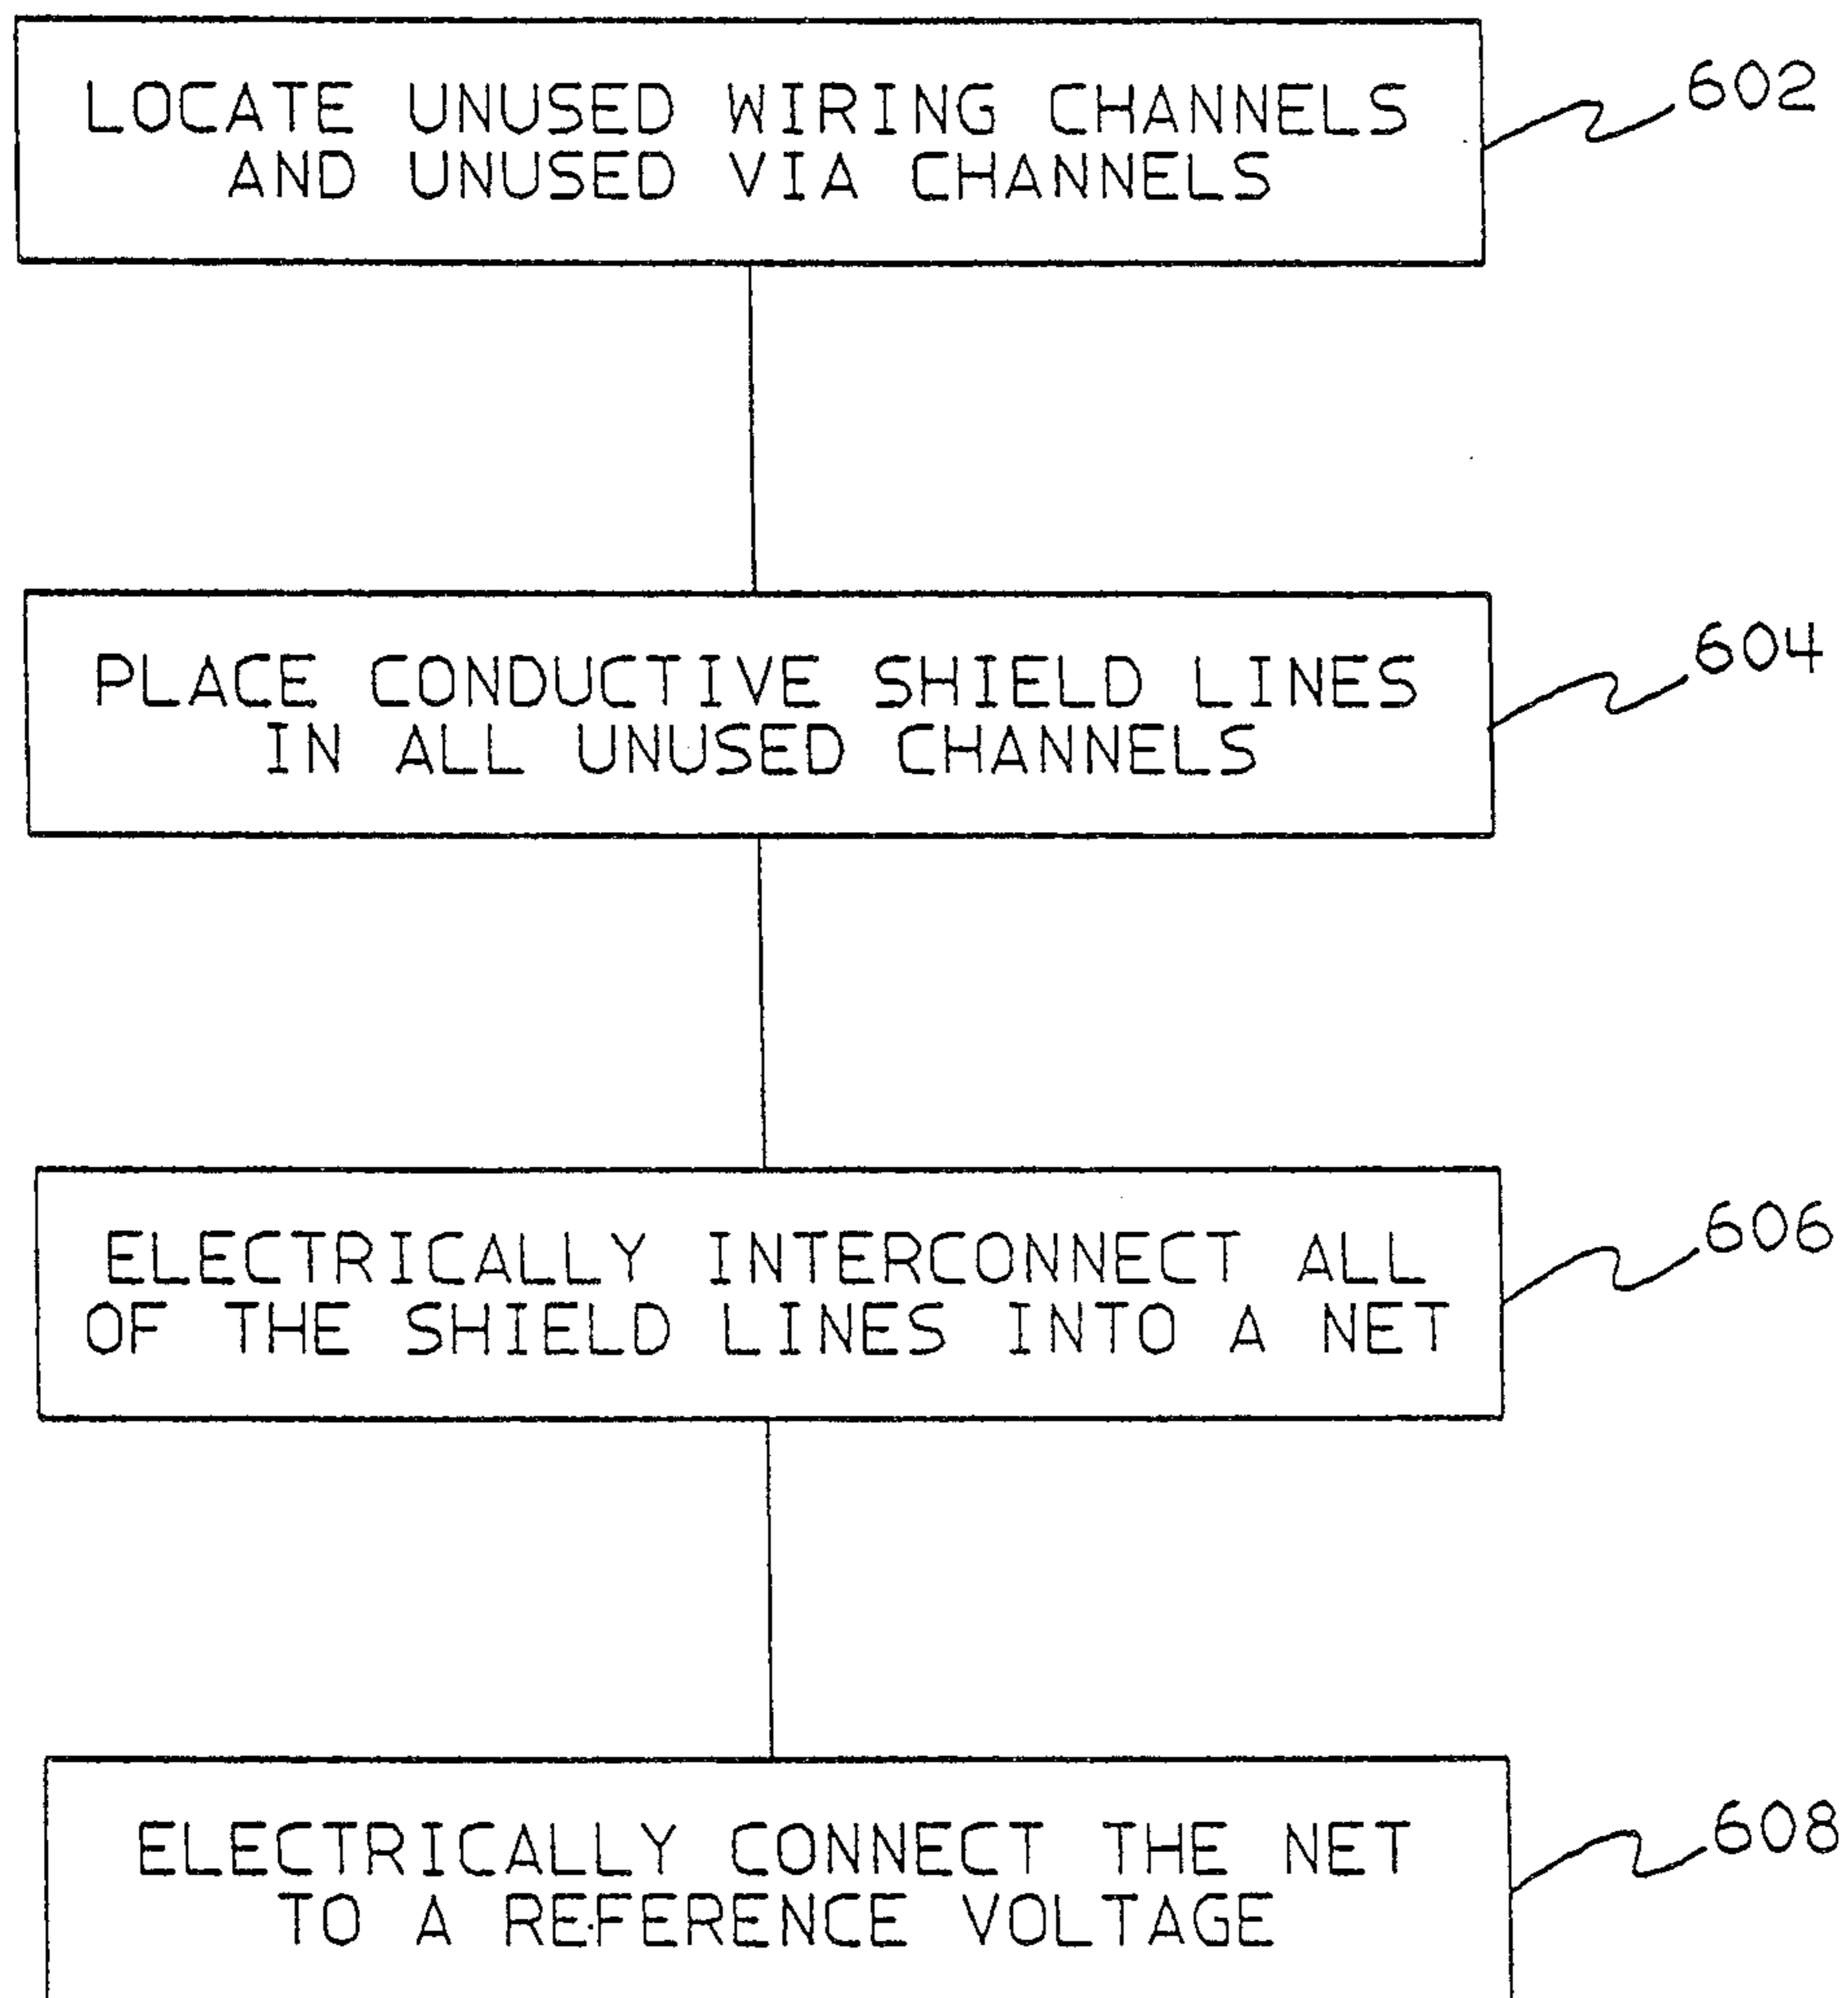 LOCATE UNUSED WIRING CHANNELS
AND UNUSED VIA CHANNELS
602
PLACE CONDUCTIVE SHIELD LINES
IN ALL UNUSED CHANNELS
604
ELECTRICALLY INTERCONNECT ALL
OF THE SHIELD LINES INTO A NET
606
ELECTRICALLY CONNECT THE NET
TO A REFERENCE VOLTAGE
608